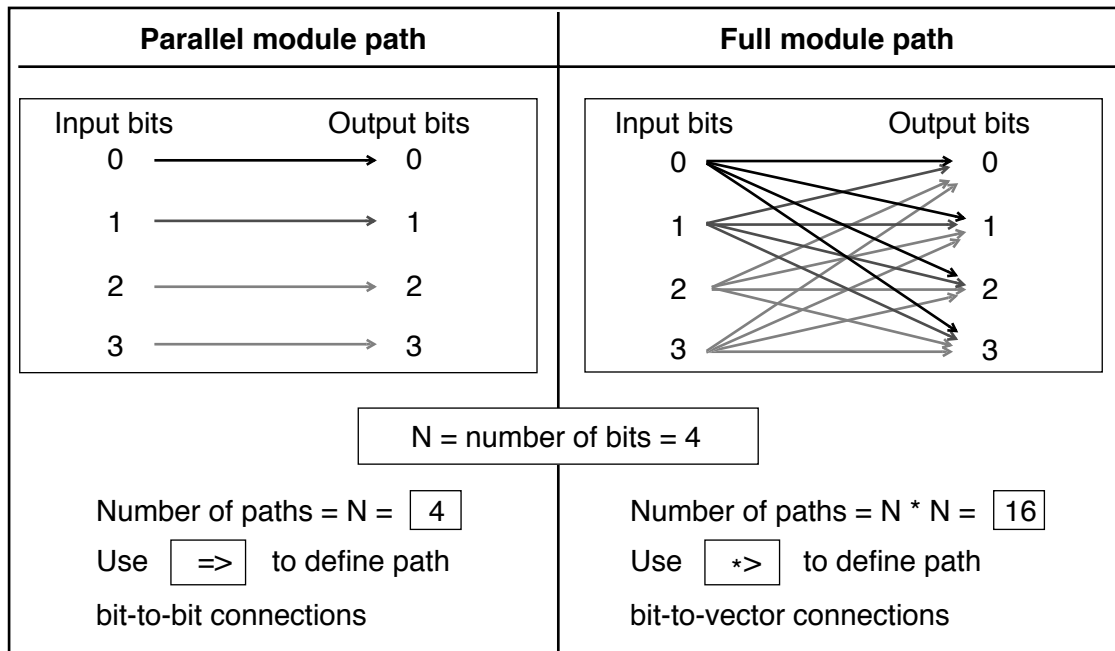 Parallel module path
Full module path
Input bits Output bits
0 0
1 1
2 2
3 3
Input bits Output bits
0 0
1 1
2 2
3 3
N = number of bits = 4
Number of paths = N = 4
Use => to define path
bit-to-bit connections
Number of paths = N * N = 16
Use *> to define path
bit-to-vector connections